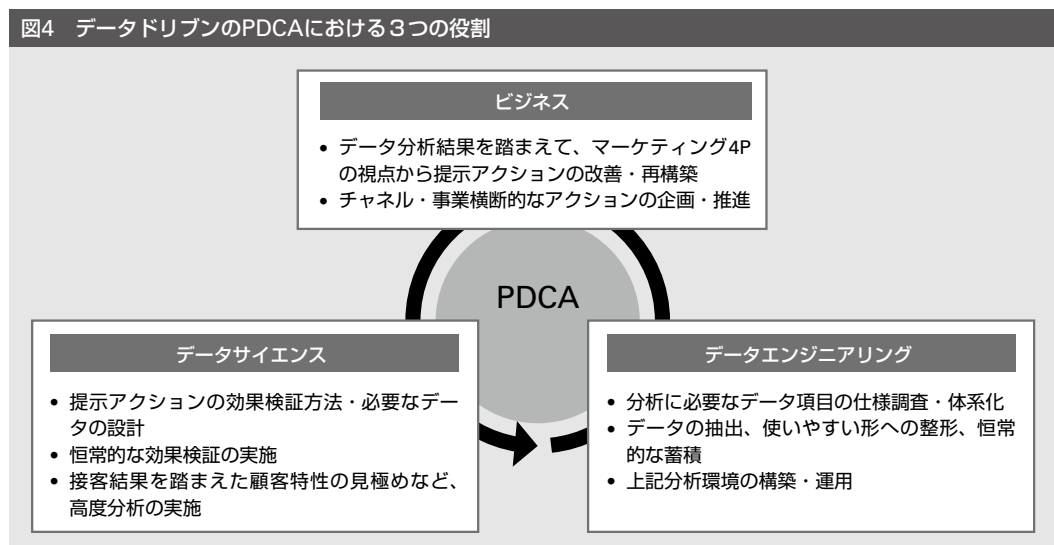 図4　データドリブンのPDCAにおける３つの役割
ビジネス
• データ分析結果を踏まえて、マーケティング4P
の視点から提示アクションの改善・再構築
• チャネル・事業横断的なアクションの企画・推進
PDCA
データサイエンス
• 提示アクションの効果検証方法・必要なデー
タの設計
• 恒常的な効果検証の実施
• 接客結果を踏まえた顧客特性の見極めなど、
高度分析の実施
データエンジニアリング
• 分析に必要なデータ項目の仕様調査・体系化
• データの抽出、使いやすい形への整形、恒常
的な蓄積
• 上記分析環境の構築・運用